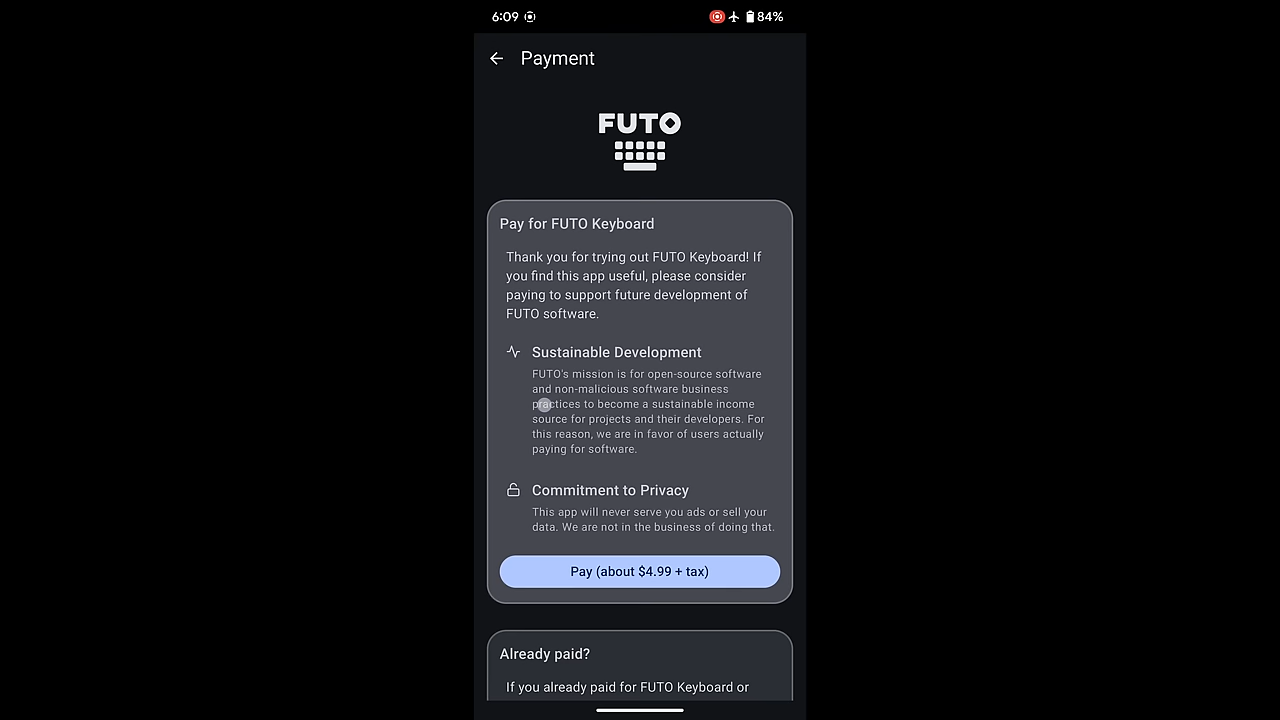 6:09
84%
Payment
FUTO
Pay for FUTO Keyboard
Thank you for trying out FUTO Keyboard! If
you find this app useful, please consider
paying to support future development of
FUTO software.
Sustainable Development
FUTO's mission is for open-source software
and non-malicious software business
practices to become a sustainable income
source for projects and their developers. For
this reason, we are in favor of users actually
paying for software.
Commitment to Privacy
This app will never serve you ads or sell your
data. We are not in the business of doing that.
Pay (about $4.99 + tax)
Already paid?
If you already paid for FUTO Keyboard or